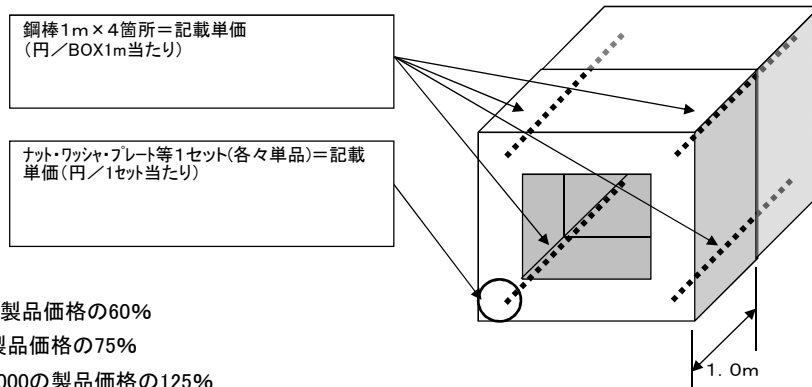 鋼棒1m×4箇所=記載単価
(円/BOX1m当たり)
ナット・ワッシャ・プレート等1セット(各々単品)=記載
単価(円/1セット当たり)
製品価格の60%
製品価格の75%
000の製品価格の125%
1.0m